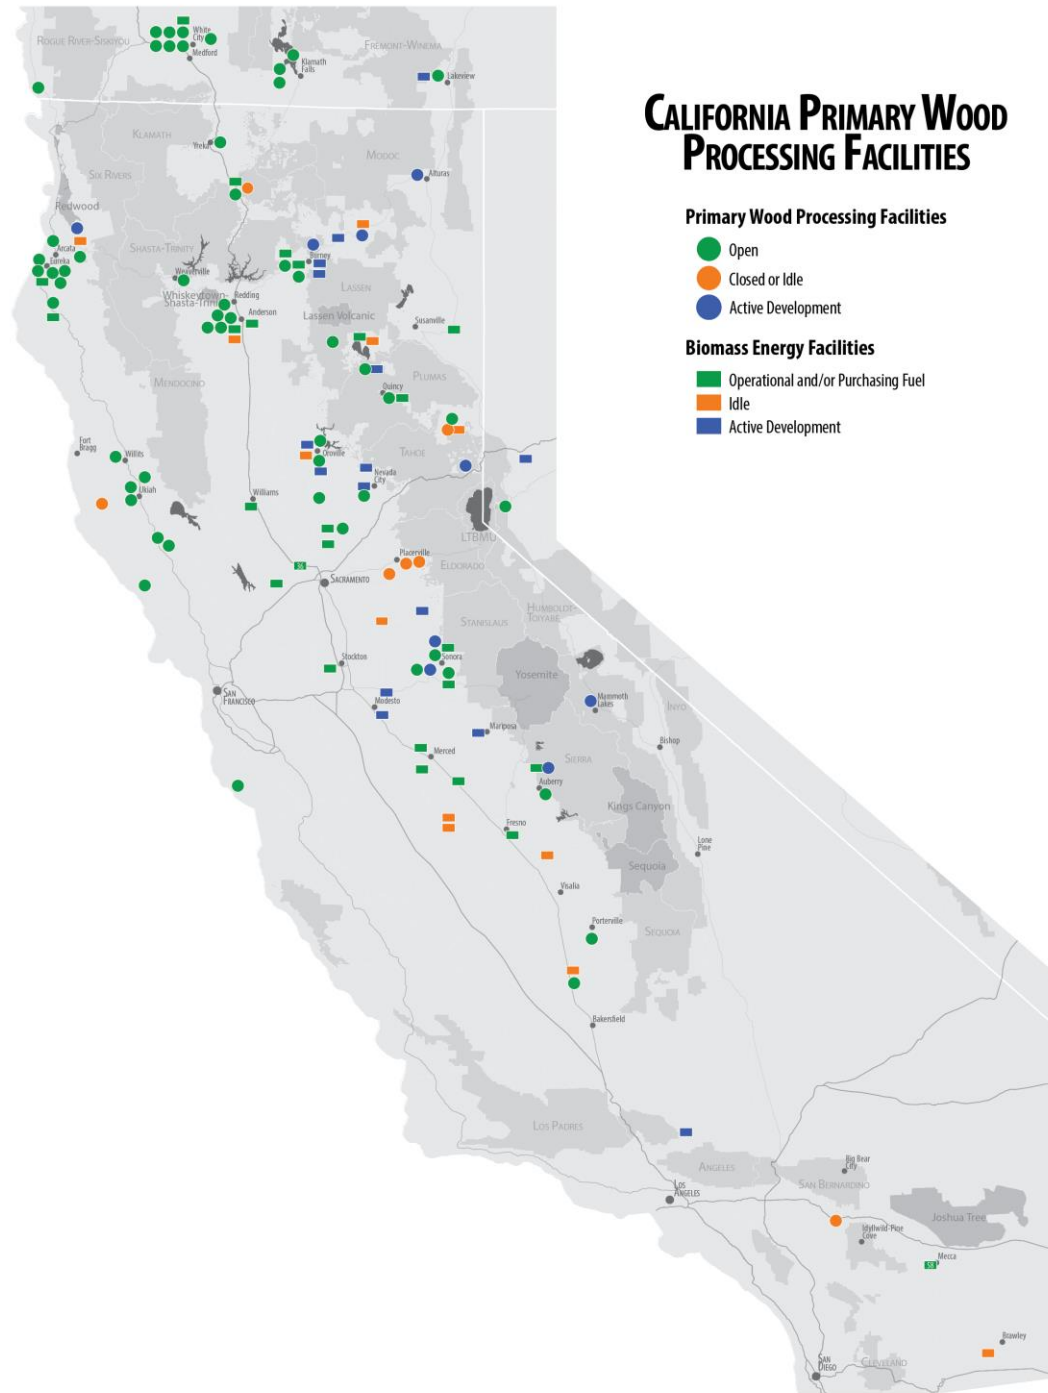 CALIFORNIA PRIMARY WOOD
PROCESSING FACILITIES
Primary Wood Processing Facilities
Open
Closed or Idle
Active Development
Biomass Energy Facilities
Operational and/or Purchasing Fuel
Idle
Active Development
ROGUE RIVER-SISKIYOU
White
City
Medford
Klamath
Falls
FREMONT-WINEMA
Lakeview
KLAMATH
Yreka
MODOC
Alturas
SIX RIVERS
Redwood
Arcata
Eureka
SHASTA-TRINITY
Weaverville
Whiskeytown-
Shasta-Trinity
Redding
Anderson
Burney
LASSEN
Lassen Volcanic
Susanville
MENDOCINO
PLUMAS
Quincy
Fort
Bragg
Willits
Ukiah
Oroville
TAHOE
Nevada
City
Williams
LTBMU
Placerville
ELDORADO
56
SACRAMENTO
HUMBOLDT-
TOIYABE
STANISLAUS
Sonora
Stockton
Yosemite
SAN
FRANCISCO
Modesto
Mammoth
Lakes
INYO
Mariposa
Bishop
Merced
SIERRA
Auberry
Kings Canyon
Fresno
Lone
Pine
Sequoia
Visalia
Porterville
SEQUOIA
Bakersfield
LOS PADRES
ANGELES
Big Bear
City
SAN BERNARDINO
LOS
ANGELES
Joshua Tree
Idyllwild-Pine
Cove
Mecca
58
Brawley
SAN
DIEGO
CLEVELAND